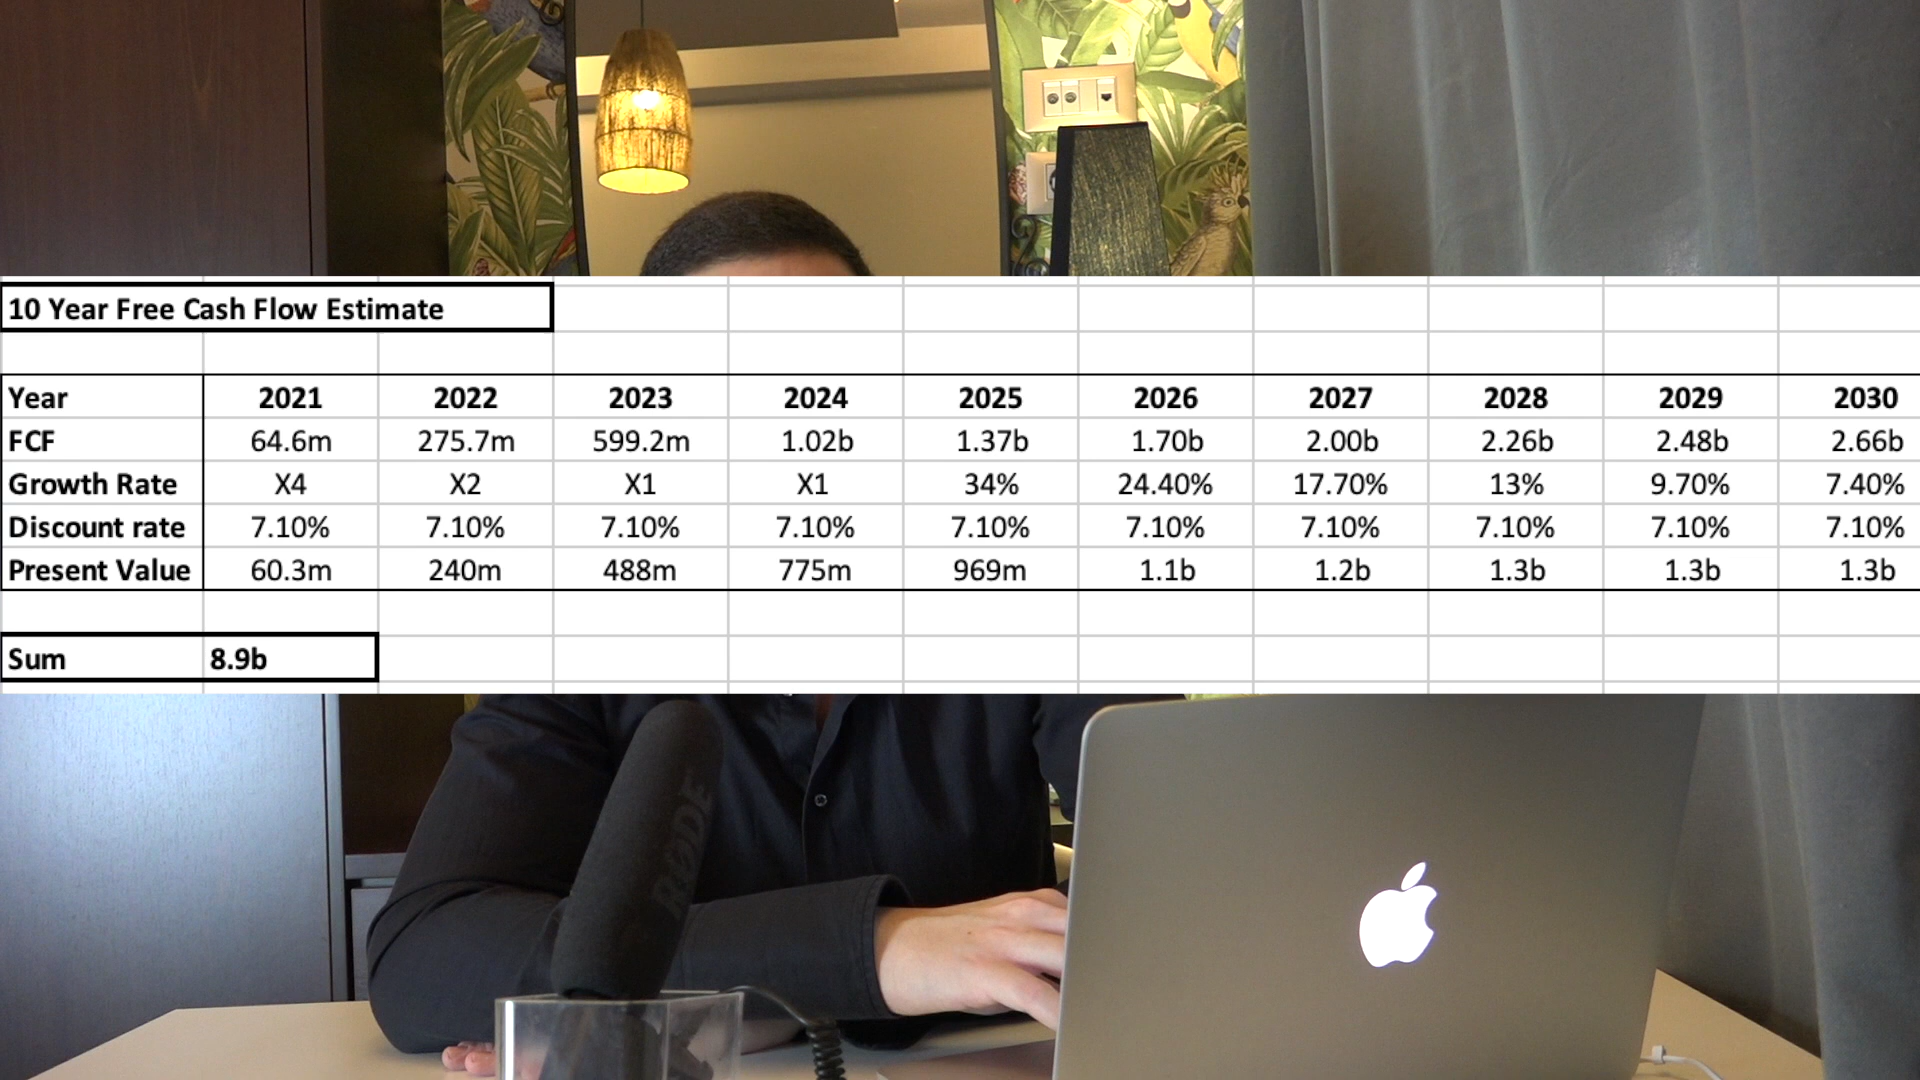 10 Year Free Cash Flow Estimate
Year 2021 2022 2023 2024 2025 2026 2027 2028 2029 2030
FCF 64.6m 275.7m 599.2m 1.02b 1.37b 1.70b 2.00b 2.26b 2.48b 2.66b
Growth Rate X4 X2 X1 X1 34% 24.40% 17.70% 13% 9.70% 7.40%
Discount rate 7.10% 7.10% 7.10% 7.10% 7.10% 7.10% 7.10% 7.10% 7.10% 7.10%
Present Value 60.3m 240m 488m 775m 969m 1.1b 1.2b 1.3b 1.3b 1.3b
Sum 8.9b
RØDE